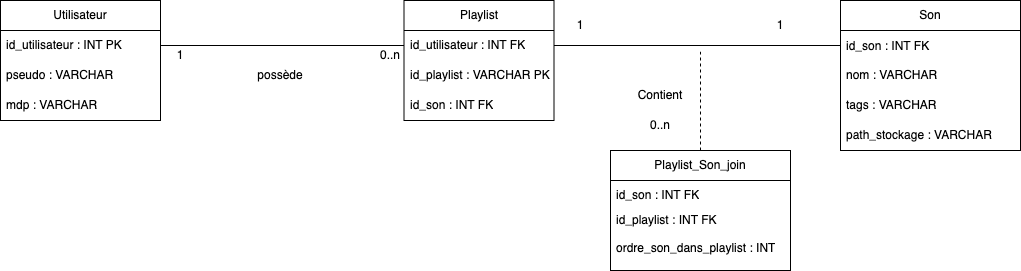 Utilisateur
id_utilisateur : INT PK
pseudo : VARCHAR
mdp : VARCHAR
1
0..n
possède
Playlist
id_utilisateur : INT FK
id_playlist : VARCHAR PK
id_son : INT FK
1
1
Contient
0..n
Son
id_son : INT FK
nom : VARCHAR
tags : VARCHAR
path_stockage : VARCHAR
Playlist_Son_join
id_son : INT FK
id_playlist : INT FK
ordre_son_dans_playlist : INT